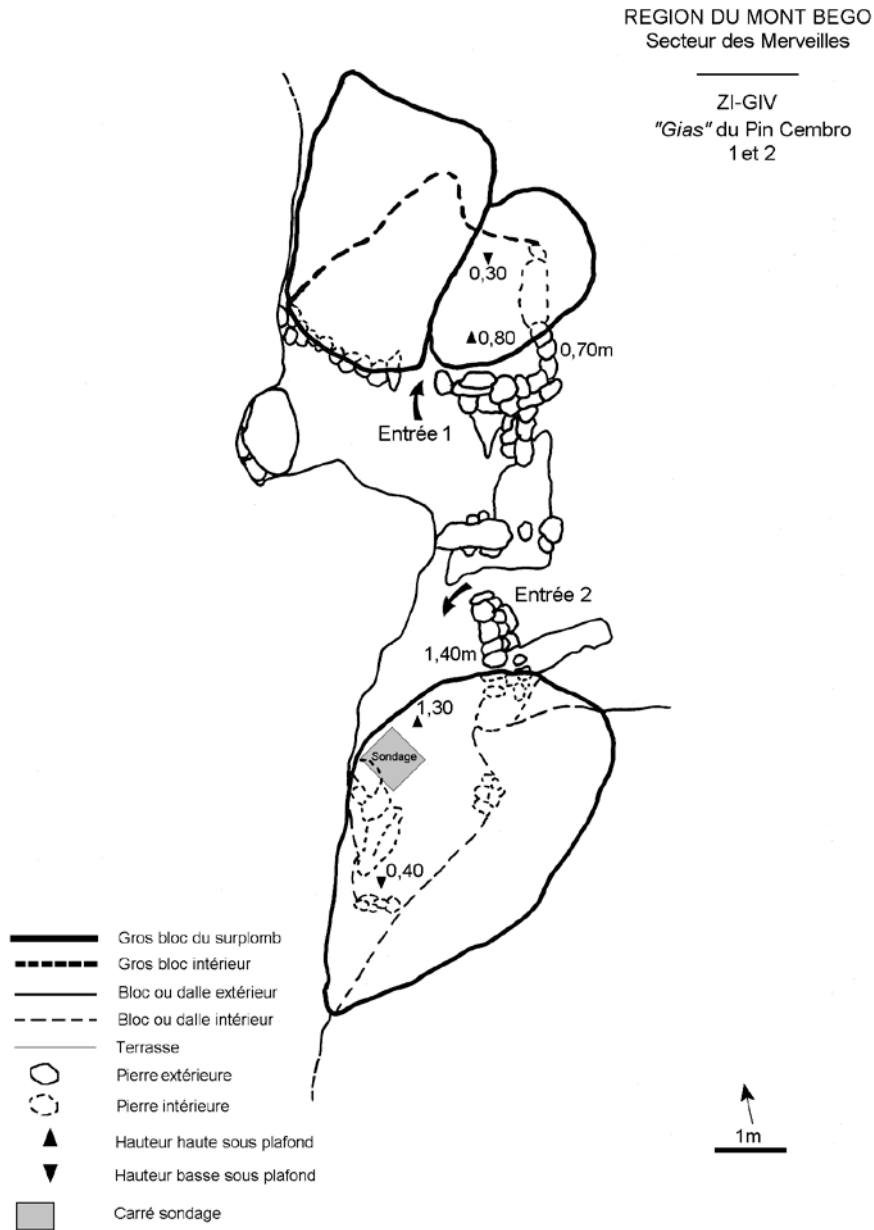 REGION DU MONT BEGO
Secteur des Merveilles
ZI-GIV
"Gias" du Pin Cembro
1 et 2
0,30
0,80
0,70m
Entrée 1
Entrée 2
1,40m
1,30
Sondage
0,40
Gros bloc du surplomb
Gros bloc intérieur
Bloc ou dalle extérieur
Bloc ou dalle intérieur
Terrasse
Pierre extérieure
Pierre intérieure
Hauteur haute sous plafond
Hauteur basse sous plafond
Carré sondage
1m